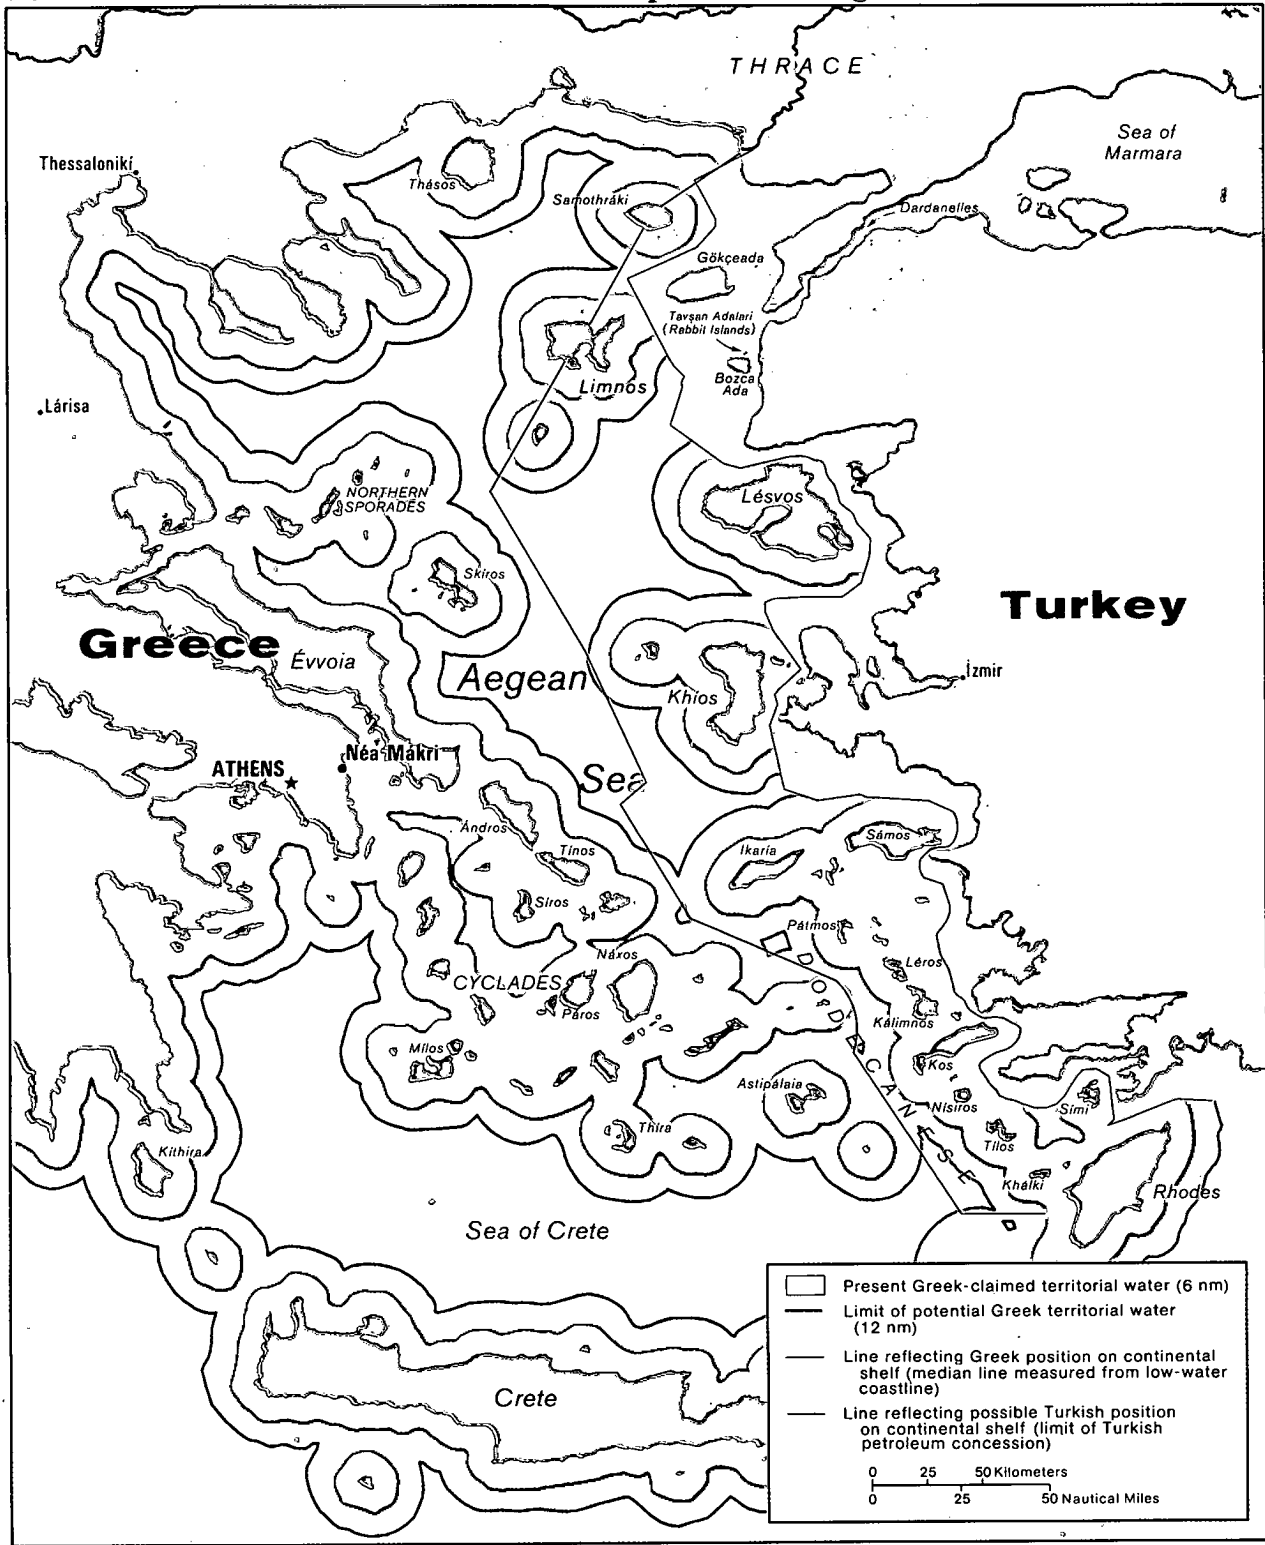 THRACE
Sea of
Marmara
Thessaloníki
Thásos
Samothráki
Dardanelles
Gökçeada
Tavşan Adaları
(Rabbit Islands)
Bozca
Ada
Límnos
Lárisa
NORTHERN
SPORADES
Lésvos
Skíros
Turkey
Greece
Évvoia
Aegean
Sea
Khíos
İzmir
Néa Mákri
ATHENS
Ándros
Tínos
Síros
Ikaría
Sámos
Pátmos
Léros
Náxos
CYCLADES
Páros
Kálimnos
DODECANESE
Mílos
Kos
Astipálaia
Nísiros
Sími
Thíra
Tílos
Kíthira
Khálki
Rhodes
Sea of Crete
Crete
Present Greek-claimed territorial water (6 nm)
Limit of potential Greek territorial water
(12 nm)
Line reflecting Greek position on continental
shelf (median line measured from low-water
coastline)
Line reflecting possible Turkish position
on continental shelf (limit of Turkish
petroleum concession)
0 25 50 Kilometers
0 25 50 Nautical Miles